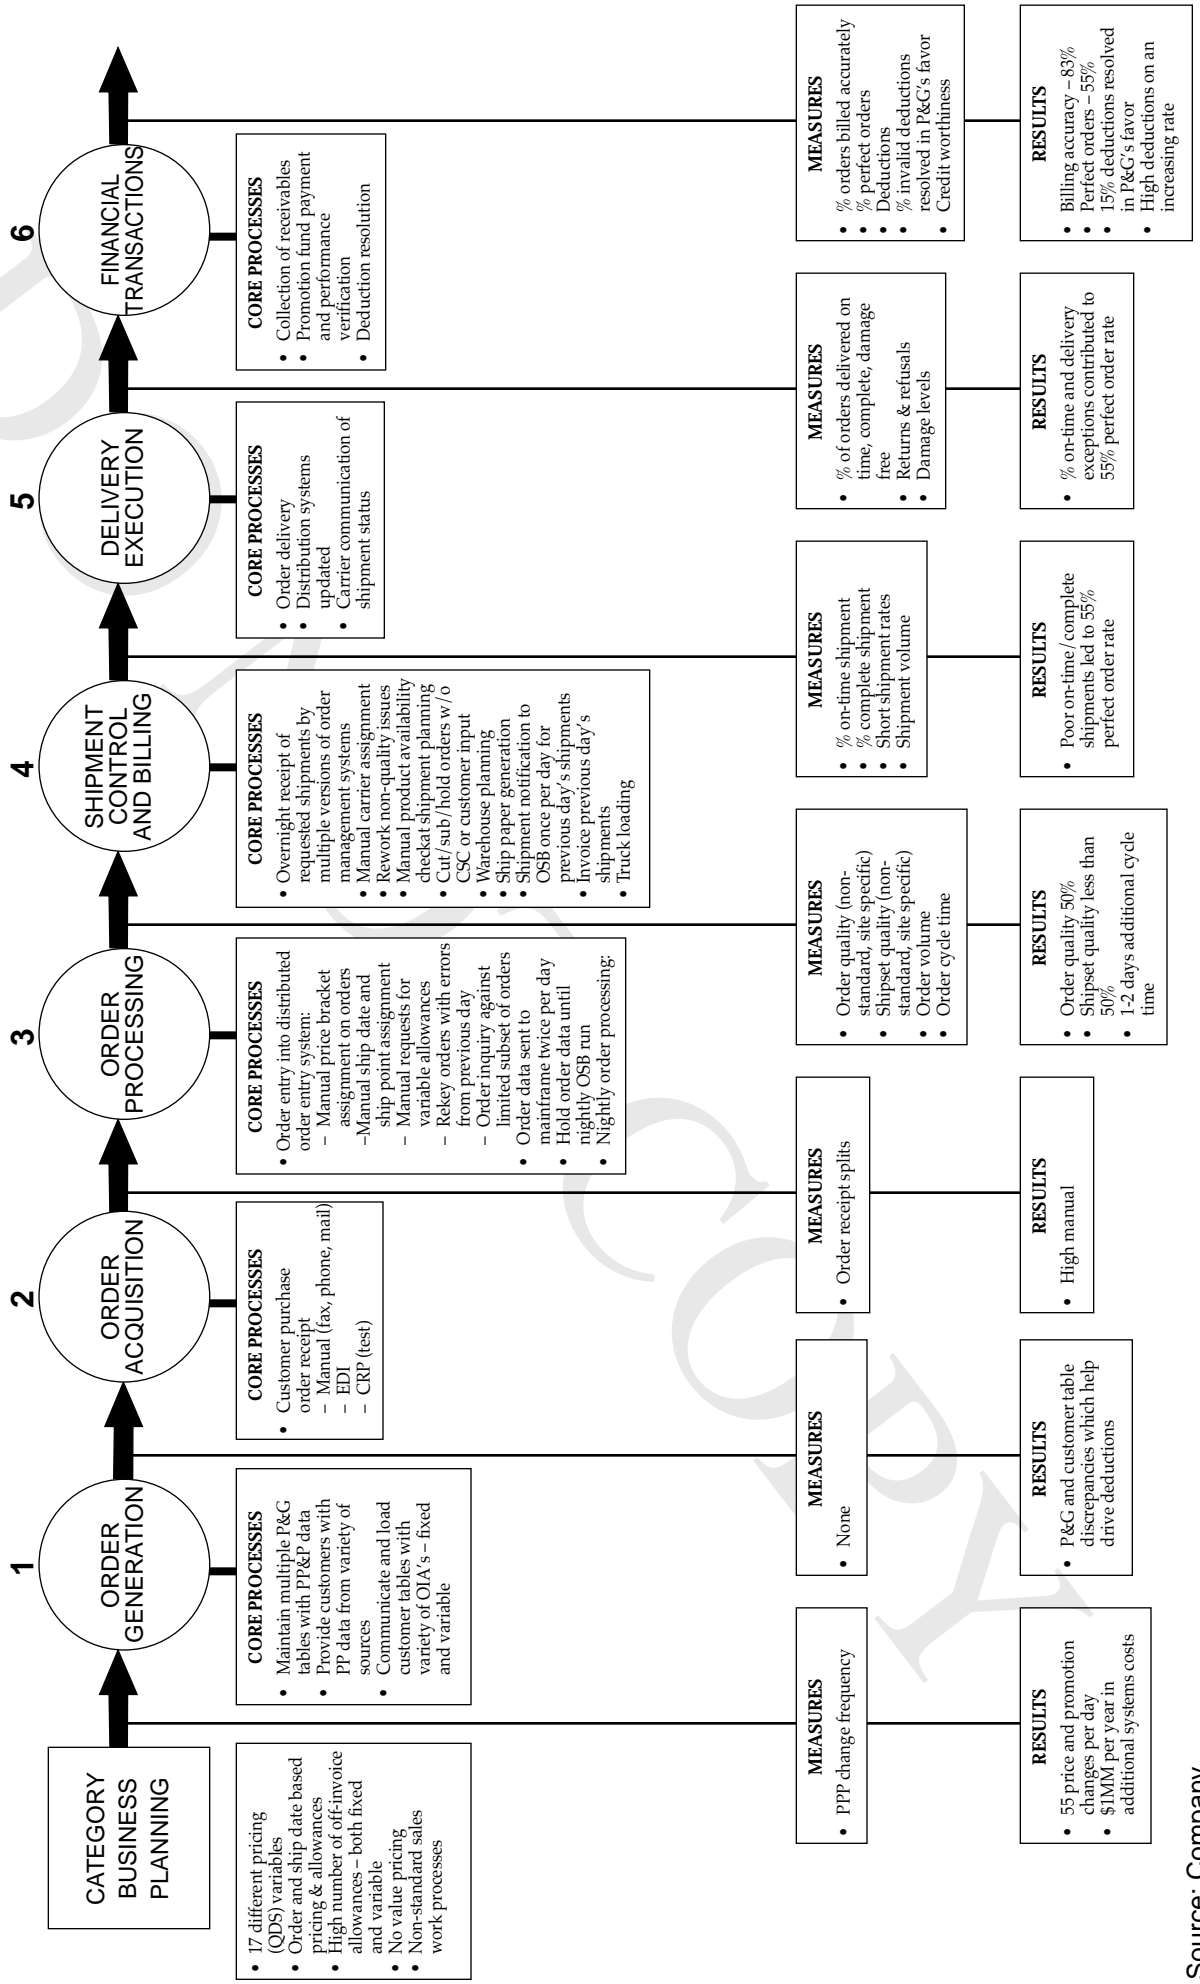 CATEGORY
BUSINESS
PLANNING
• 17 different pricing
(QDS) variables
• Order and ship date based
pricing & allowances
• High number of off-invoice
allowances – both fixed
and variable
• No value pricing
• Non-standard sales
work processes
MEASURES
• PPP change frequency
RESULTS
• 55 price and promotion
changes per day
• $1MM per year in
additional systems costs
1
ORDER
GENERATION
CORE PROCESSES
• Maintain multiple P&G
tables with PP&P data
• Provide customers with
PP data from variety of
sources
• Communicate and load
customer tables with
variety of OIA's – fixed
and variable
MEASURES
• None
RESULTS
• P&G and customer table
discrepancies which help
drive deductions
2
ORDER
ACQUISITION
CORE PROCESSES
• Customer purchase
order receipt
– Manual (fax, phone, mail)
– EDI
– CRP (test)
MEASURES
• Order receipt splits
RESULTS
• High manual
3
ORDER
PROCESSING
CORE PROCESSES
• Order entry into distributed
order entry system:
– Manual price bracket
assignment on orders
–Manual ship date and
ship point assignment
– Manual requests for
variable allowances
– Rekey orders with errors
from previous day
– Order inquiry against
limited subset of orders
• Order data sent to
mainframe twice per day
• Hold order data until
nightly OSB run
• Nightly order processing:
MEASURES
• Order quality (non-
standard, site specific)
• Shipset quality (non-
standard, site specific)
• Order volume
• Order cycle time
RESULTS
• Order quality 50%
• Shipset quality less than
50%
• 1-2 days additional cycle
time
4
SHIPMENT
CONTROL
AND BILLING
CORE PROCESSES
• Overnight receipt of
requested shipments by
multiple versions of order
management systems
• Manual carrier assignment
• Rework non-quality issues
• Manual product availability
checkat shipment planning
• Cut/sub/hold orders w/o
CSC or customer input
• Warehouse planning
• Ship paper generation
• Shipment notification to
OSB once per day for
previous day's shipments
• Invoice previous day's
shipments
• Truck loading
MEASURES
• % on-time shipment
• % complete shipment
• Short shipment rates
• Shipment volume
RESULTS
• Poor on-time/complete
shipments led to 55%
perfect order rate
5
DELIVERY
EXECUTION
CORE PROCESSES
• Order delivery
• Distribution systems
updated
• Carrier communication of
shipment status
MEASURES
• % of orders delivered on
time, complete, damage
free
• Returns & refusals
• Damage levels
RESULTS
• % on-time and delivery
exceptions contributed to
55% perfect order rate
6
FINANCIAL
TRANSACTIONS
CORE PROCESSES
• Collection of receivables
• Promotion fund payment
and performance
verification
• Deduction resolution
MEASURES
• % orders billed accurately
• % perfect orders
• Deductions
• % invalid deductions
resolved in P&G's favor
• Credit worthiness
RESULTS
• Billing accuracy – 83%
• Perfect orders – 55%
• 15% deductions resolved
in P&G's favor
• High deductions on an
increasing rate
Source: Company
COPY